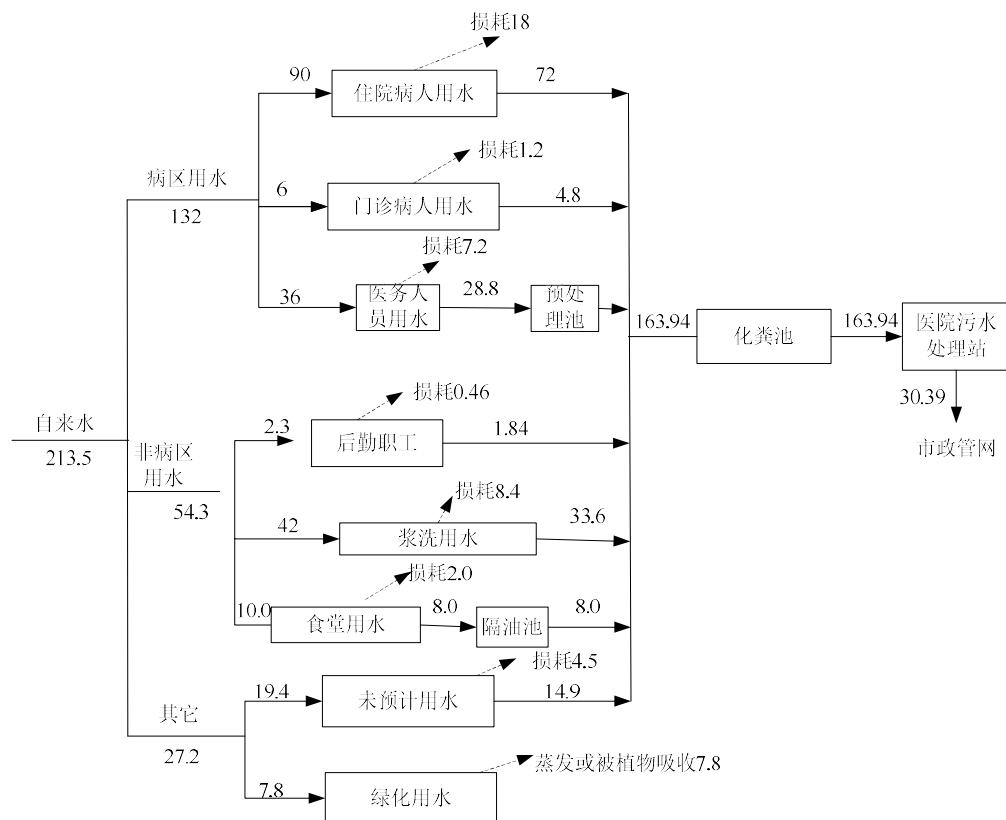 损耗18
90
住院病人用水
72
损耗1.2
病区用水
132
6
门诊病人用水
4.8
损耗7.2
36
医务人
员用水
28.8
预处
理池
163.94
化粪池
163.94
医院污水
处理站
30.39
市政管网
自来水
213.5
非病区
用水
54.3
损耗0.46
2.3
后勤职工
1.84
损耗8.4
42
浆洗用水
33.6
损耗2.0
10.0
食堂用水
8.0
隔油池
8.0
损耗4.5
其它
27.2
19.4
未预计用水
14.9
蒸发或被植物吸收7.8
7.8
绿化用水